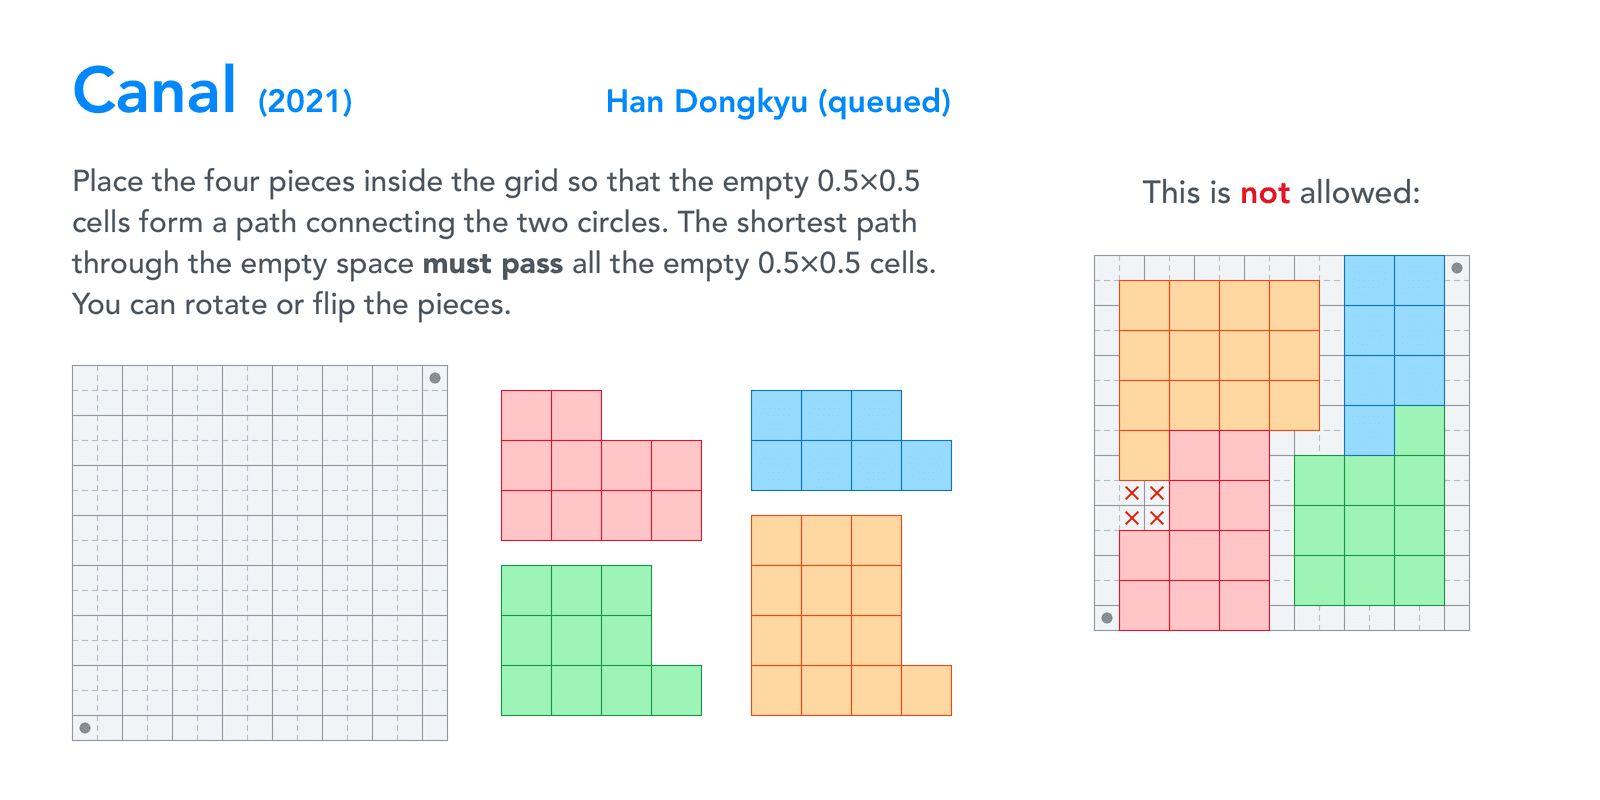 Canal (2021)
Han Dongkyu (queued)
Place the four pieces inside the grid so that the empty 0.5×0.5
cells form a path connecting the two circles. The shortest path
through the empty space must pass all the empty 0.5×0.5 cells.
You can rotate or flip the pieces.
This is not allowed: